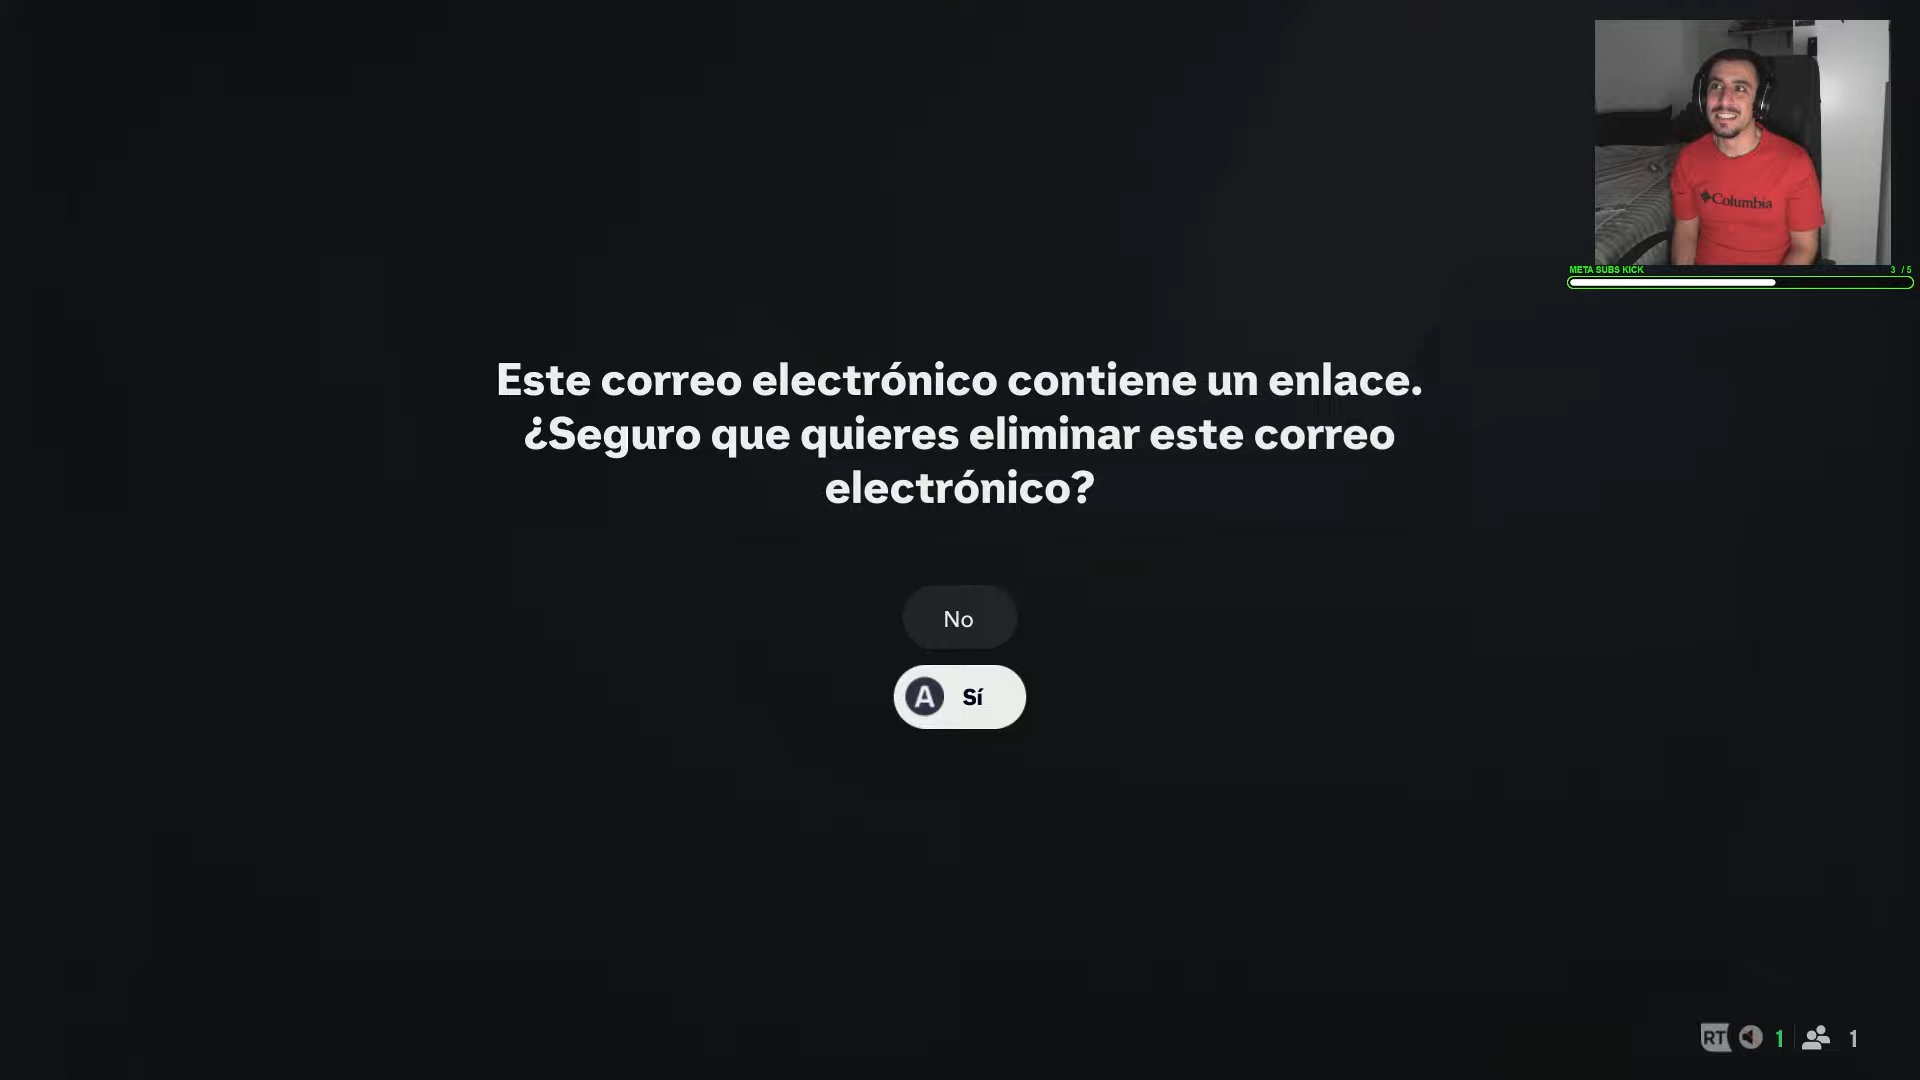 Columbia
META SUBS KICK 3 / 5
Este correo electrónico contiene un enlace.
¿Seguro que quieres eliminar este correo
electrónico?
No
A Sí
RT 1 1